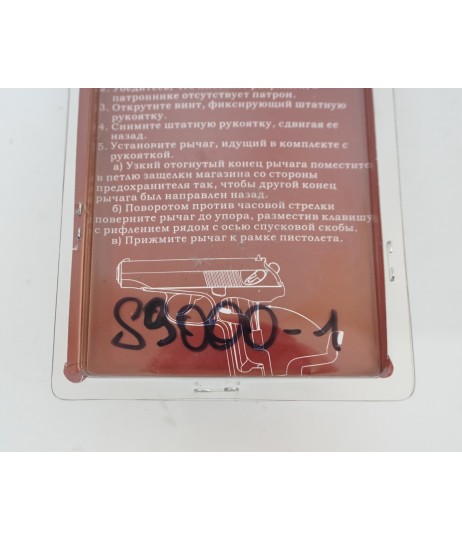 патроннике отсутствует патрон.
3. Открутите винт, фиксирующий штатную
рукоятку.
4. Снимите штатную рукоятку, сдвигая ее
назад.
5. Установите рычаг, идущий в комплекте с
рукояткой.
а) Узкий отогнутый конец рычага поместите
в петлю защелки магазина со стороны
предохранителя так, чтобы другой конец
рычага был направлен назад.
б) Поворотом против часовой стрелки
поверните рычаг до упора, разместив клавишу
с рифлением рядом с осью спусковой скобы.
в) Прижмите рычаг к рамке пистолета.
S9000-1